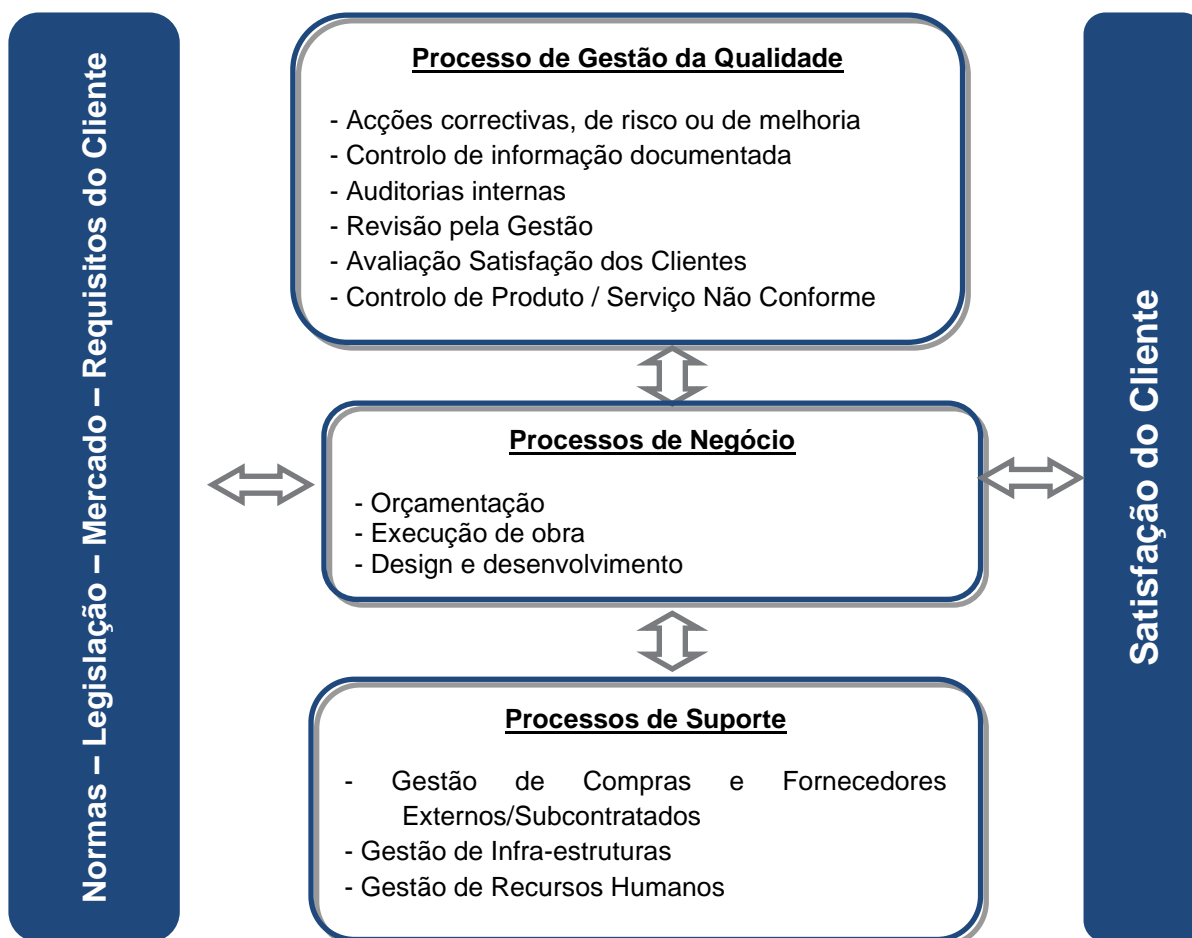 Normas – Legislação – Mercado – Requisitos do Cliente
Processo de Gestão da Qualidade
- Acções correctivas, de risco ou de melhoria
- Controlo de informação documentada
- Auditorias internas
- Revisão pela Gestão
- Avaliação Satisfação dos Clientes
- Controlo de Produto / Serviço Não Conforme
Processos de Negócio
- Orçamentação
- Execução de obra
- Design e desenvolvimento
Processos de Suporte
- Gestão de Compras e Fornecedores
Externos/Subcontratados
- Gestão de Infra-estruturas
- Gestão de Recursos Humanos
Satisfação do Cliente